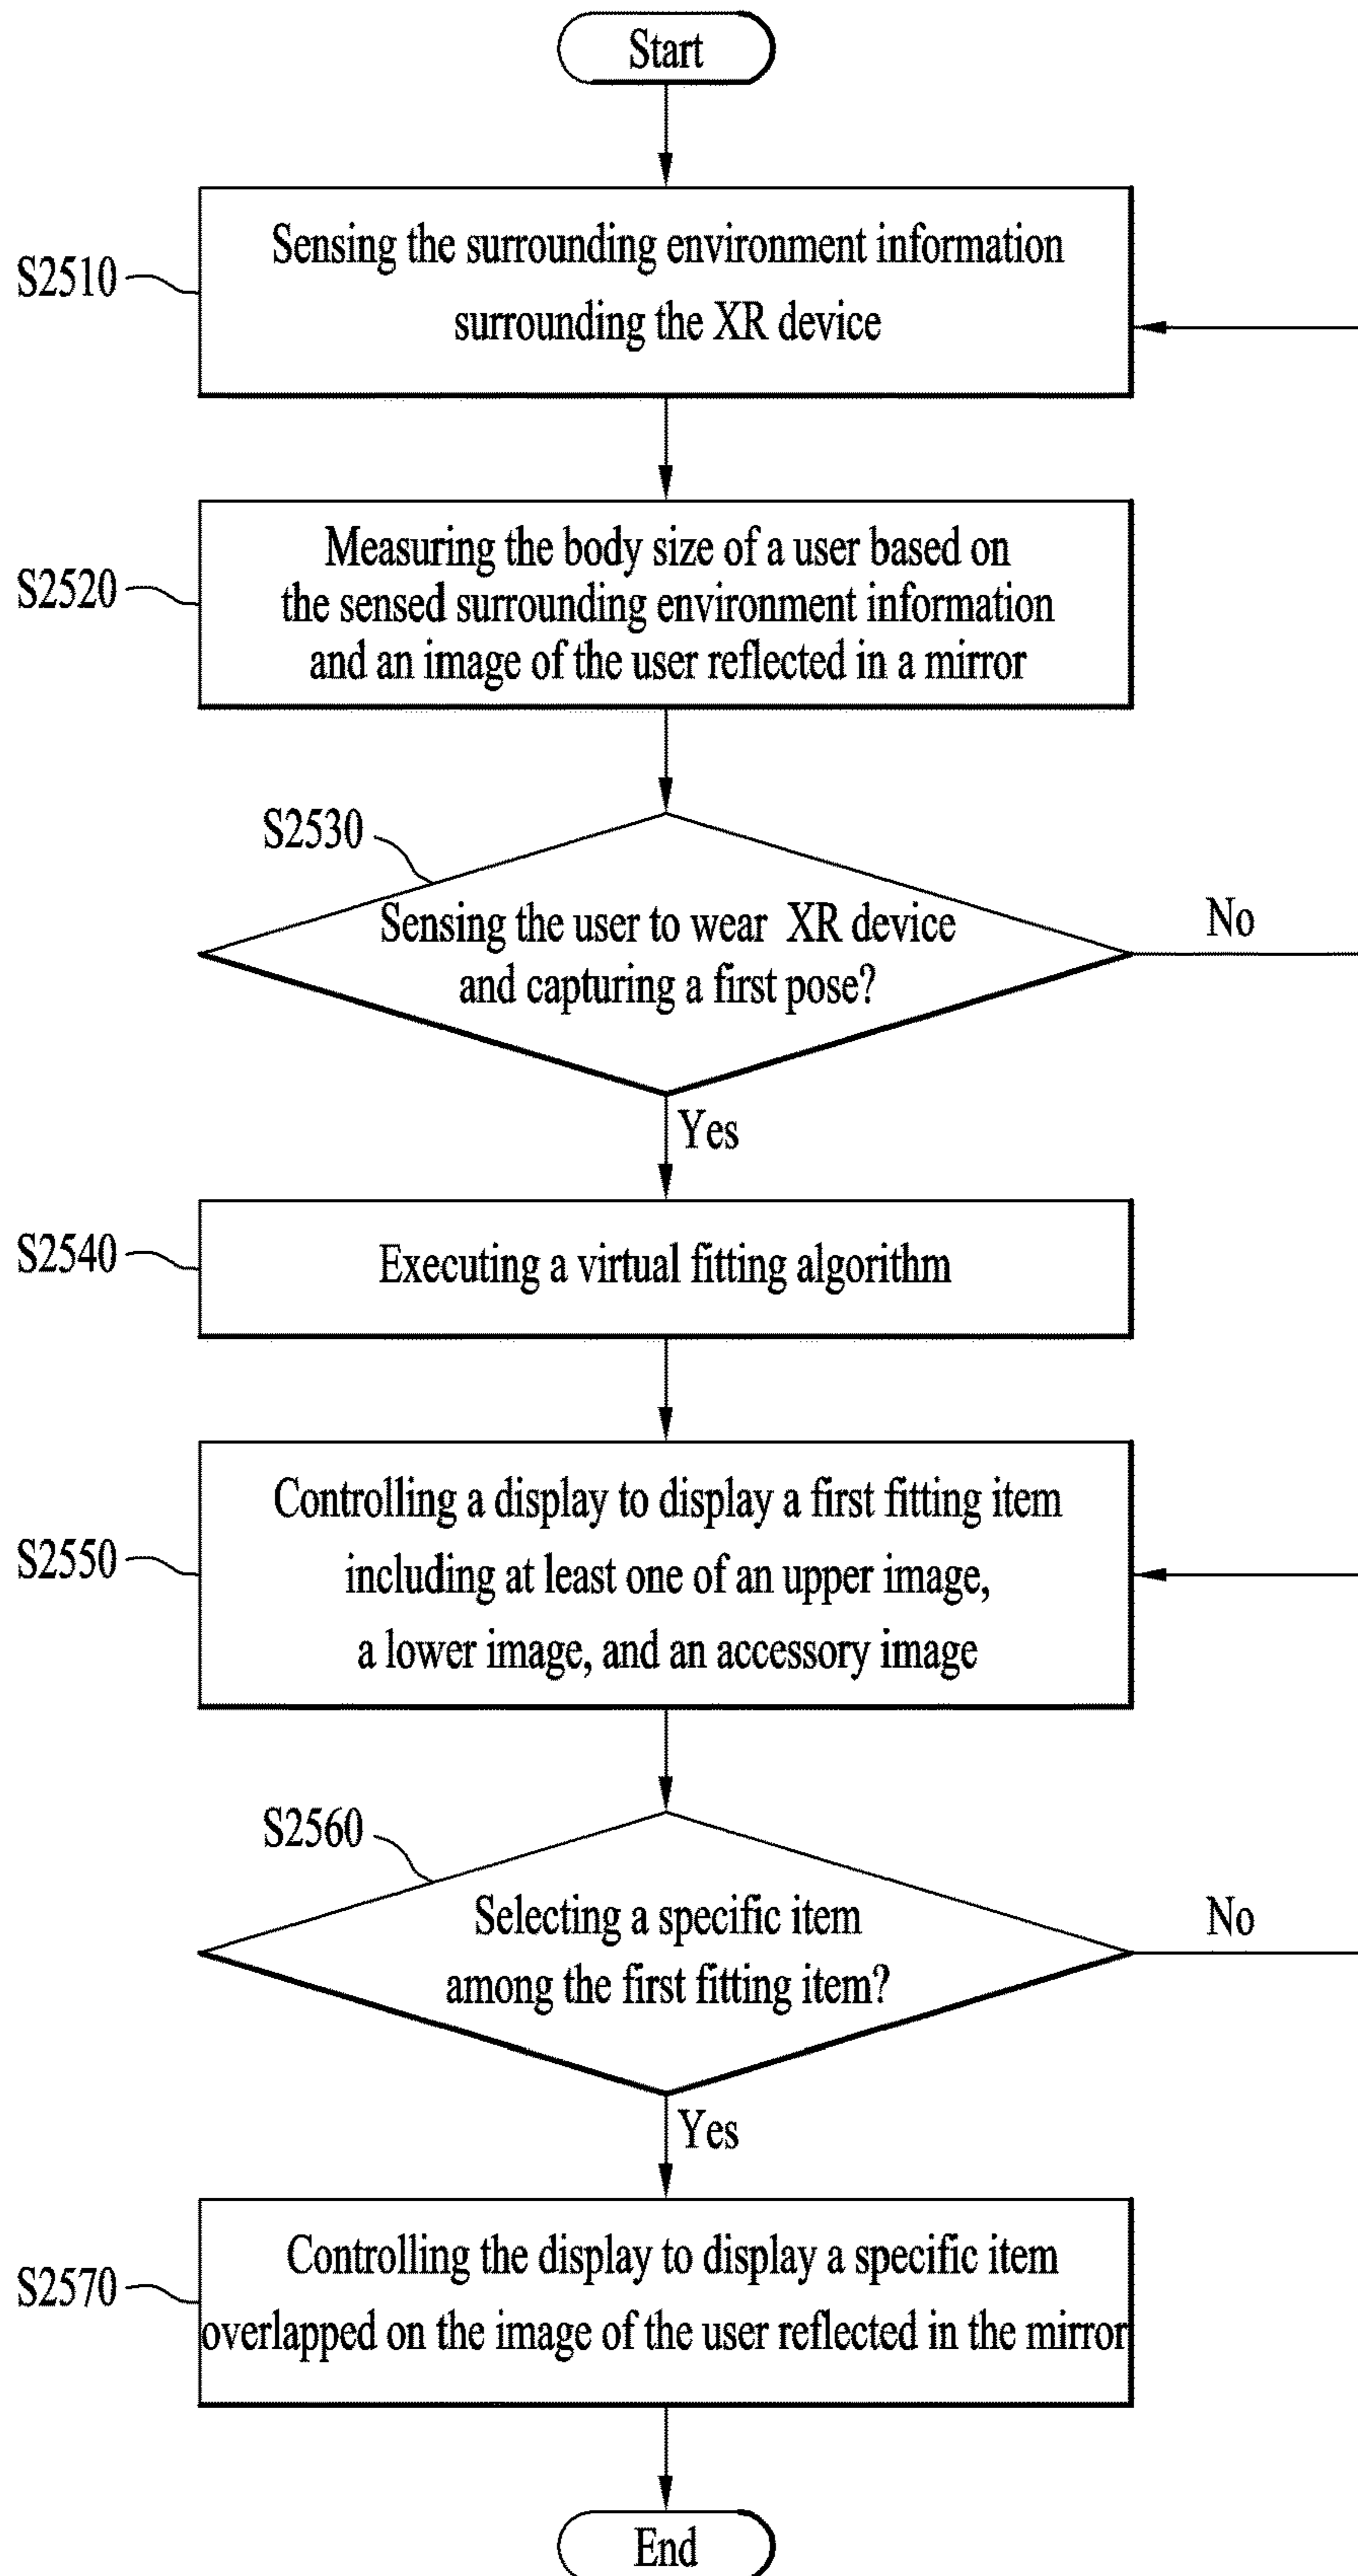 Start
S2510
Sensing the surrounding environment information
surrounding the XR device
S2520
Measuring the body size of a user based on
the sensed surrounding environment information
and an image of the user reflected in a mirror
S2530
Sensing the user to wear XR device
and capturing a first pose?
No
Yes
S2540
Executing a virtual fitting algorithm
S2550
Controlling a display to display a first fitting item
including at least one of an upper image,
a lower image, and an accessory image
S2560
Selecting a specific item
among the first fitting item?
No
Yes
S2570
Controlling the display to display a specific item
overlapped on the image of the user reflected in the mirror
End